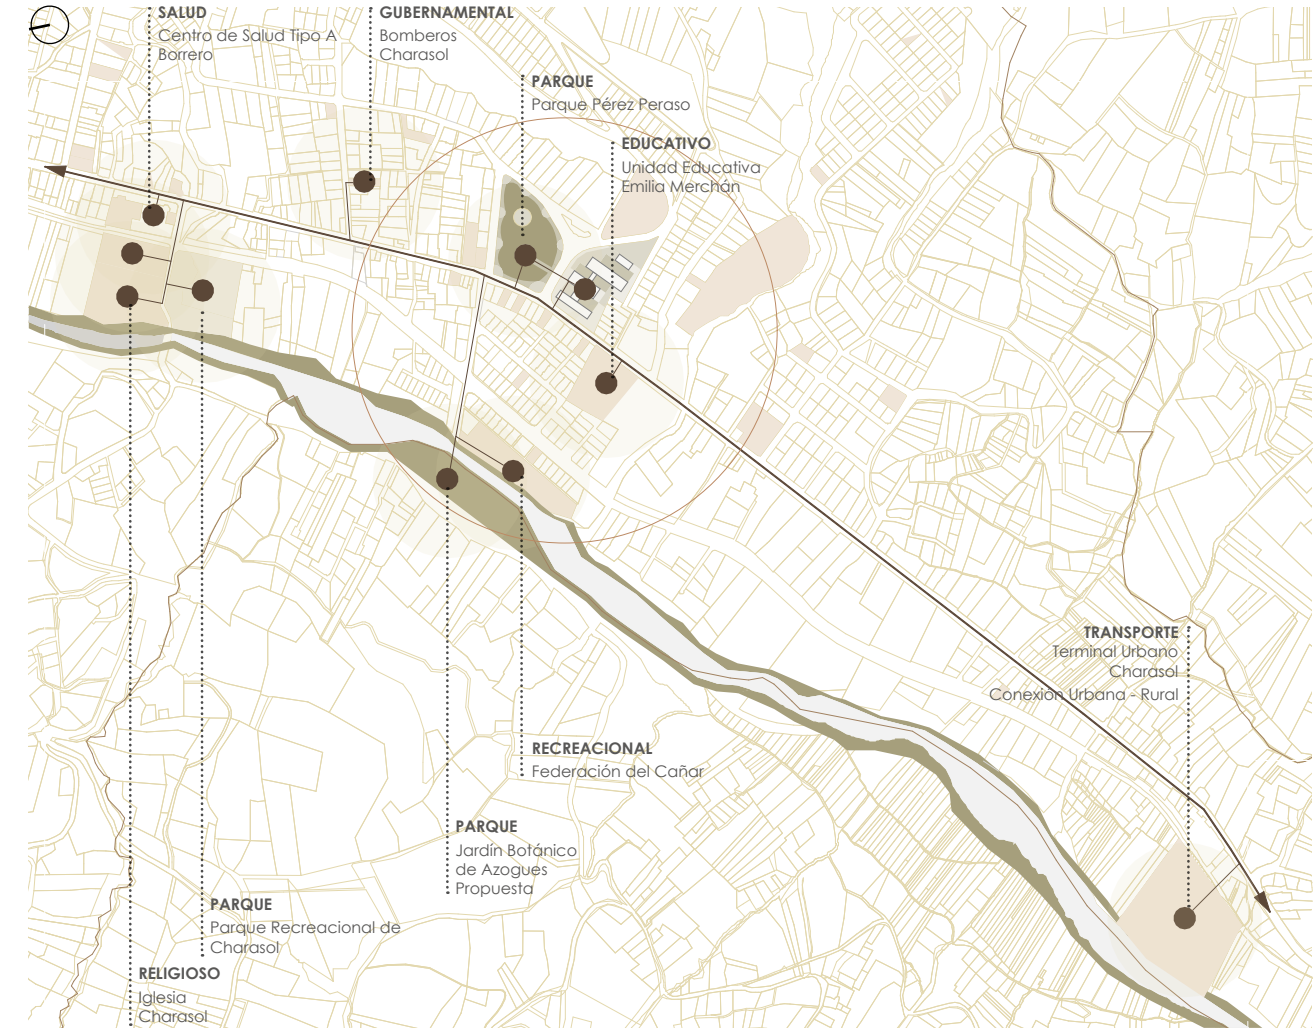 SALUD
Centro de Salud Tipo A
Borrero
GUBERNAMENTAL
Bomberos
Charasol
PARQUE
Parque Pérez Peraso
EDUCATIVO
Unidad Educativa
Emilia Merchán
TRANSPORTE
Terminal Urbano
Charasol
Conexión Urbana - Rural
RECREACIONAL
Federación del Cañar
PARQUE
Jardín Botánico
de Azogues
Propuesta
PARQUE
Parque Recreacional de
Charasol
RELIGIOSO
Iglesia
Charasol